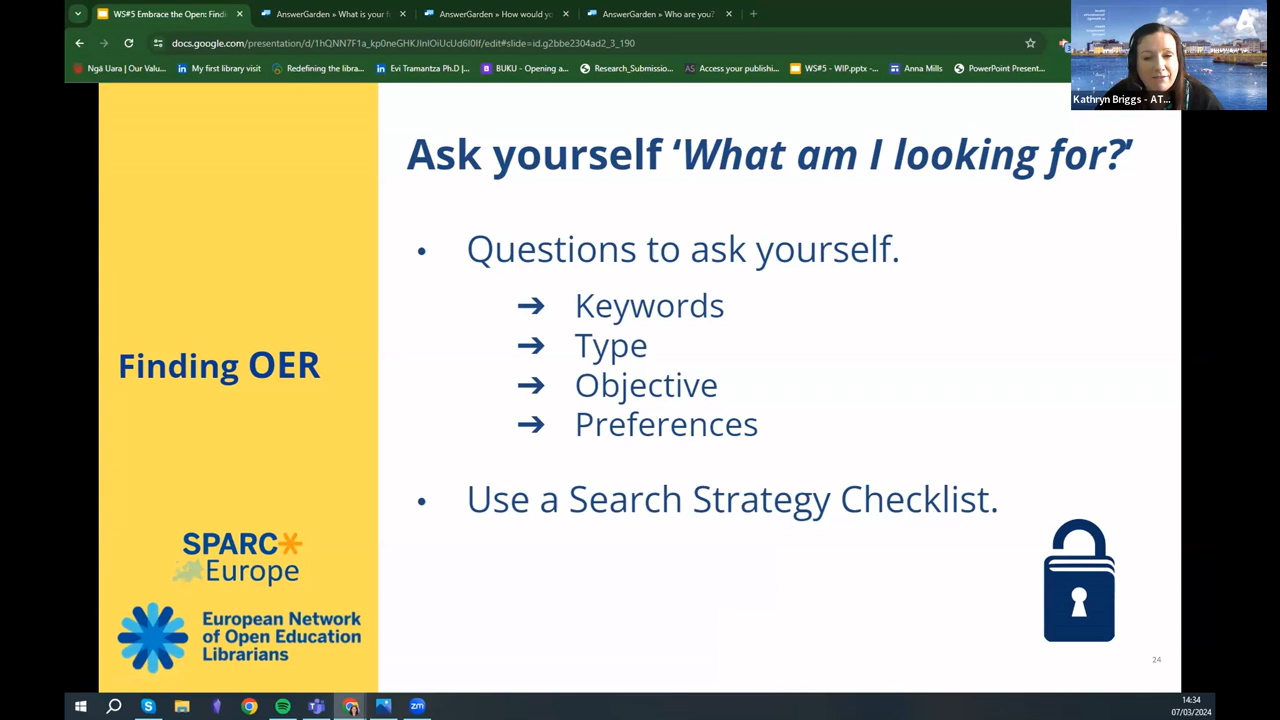 WS#5 Embrace the Open: Findi
AnswerGarden » What is your f
AnswerGarden » How would yo
AnswerGarden » Who are you?
docs.google.com/presentation/d/1hQNN7F1a_kp0neGHKJInIOiUcUd6I0If/edit#slide=id.g2bbe2304ad2_3_190
Ngā Uara | Our Valu...
My first library visit
Redefining the libra...
Evi Tramantza Ph.D |...
BUKU - Opening a...
Research_Submissio...
Access your publishi...
WS#5 - WIP.pptx -...
Anna Mills
PowerPoint Present...
Kathryn Briggs - AT...
Ask yourself ‘What am I looking for?’
• Questions to ask yourself.
➔ Keywords
➔ Type
➔ Objective
➔ Preferences
• Use a Search Strategy Checklist.
Finding OER
SPARC
Europe
European Network
of Open Education
Librarians
24
14:34
07/03/2024